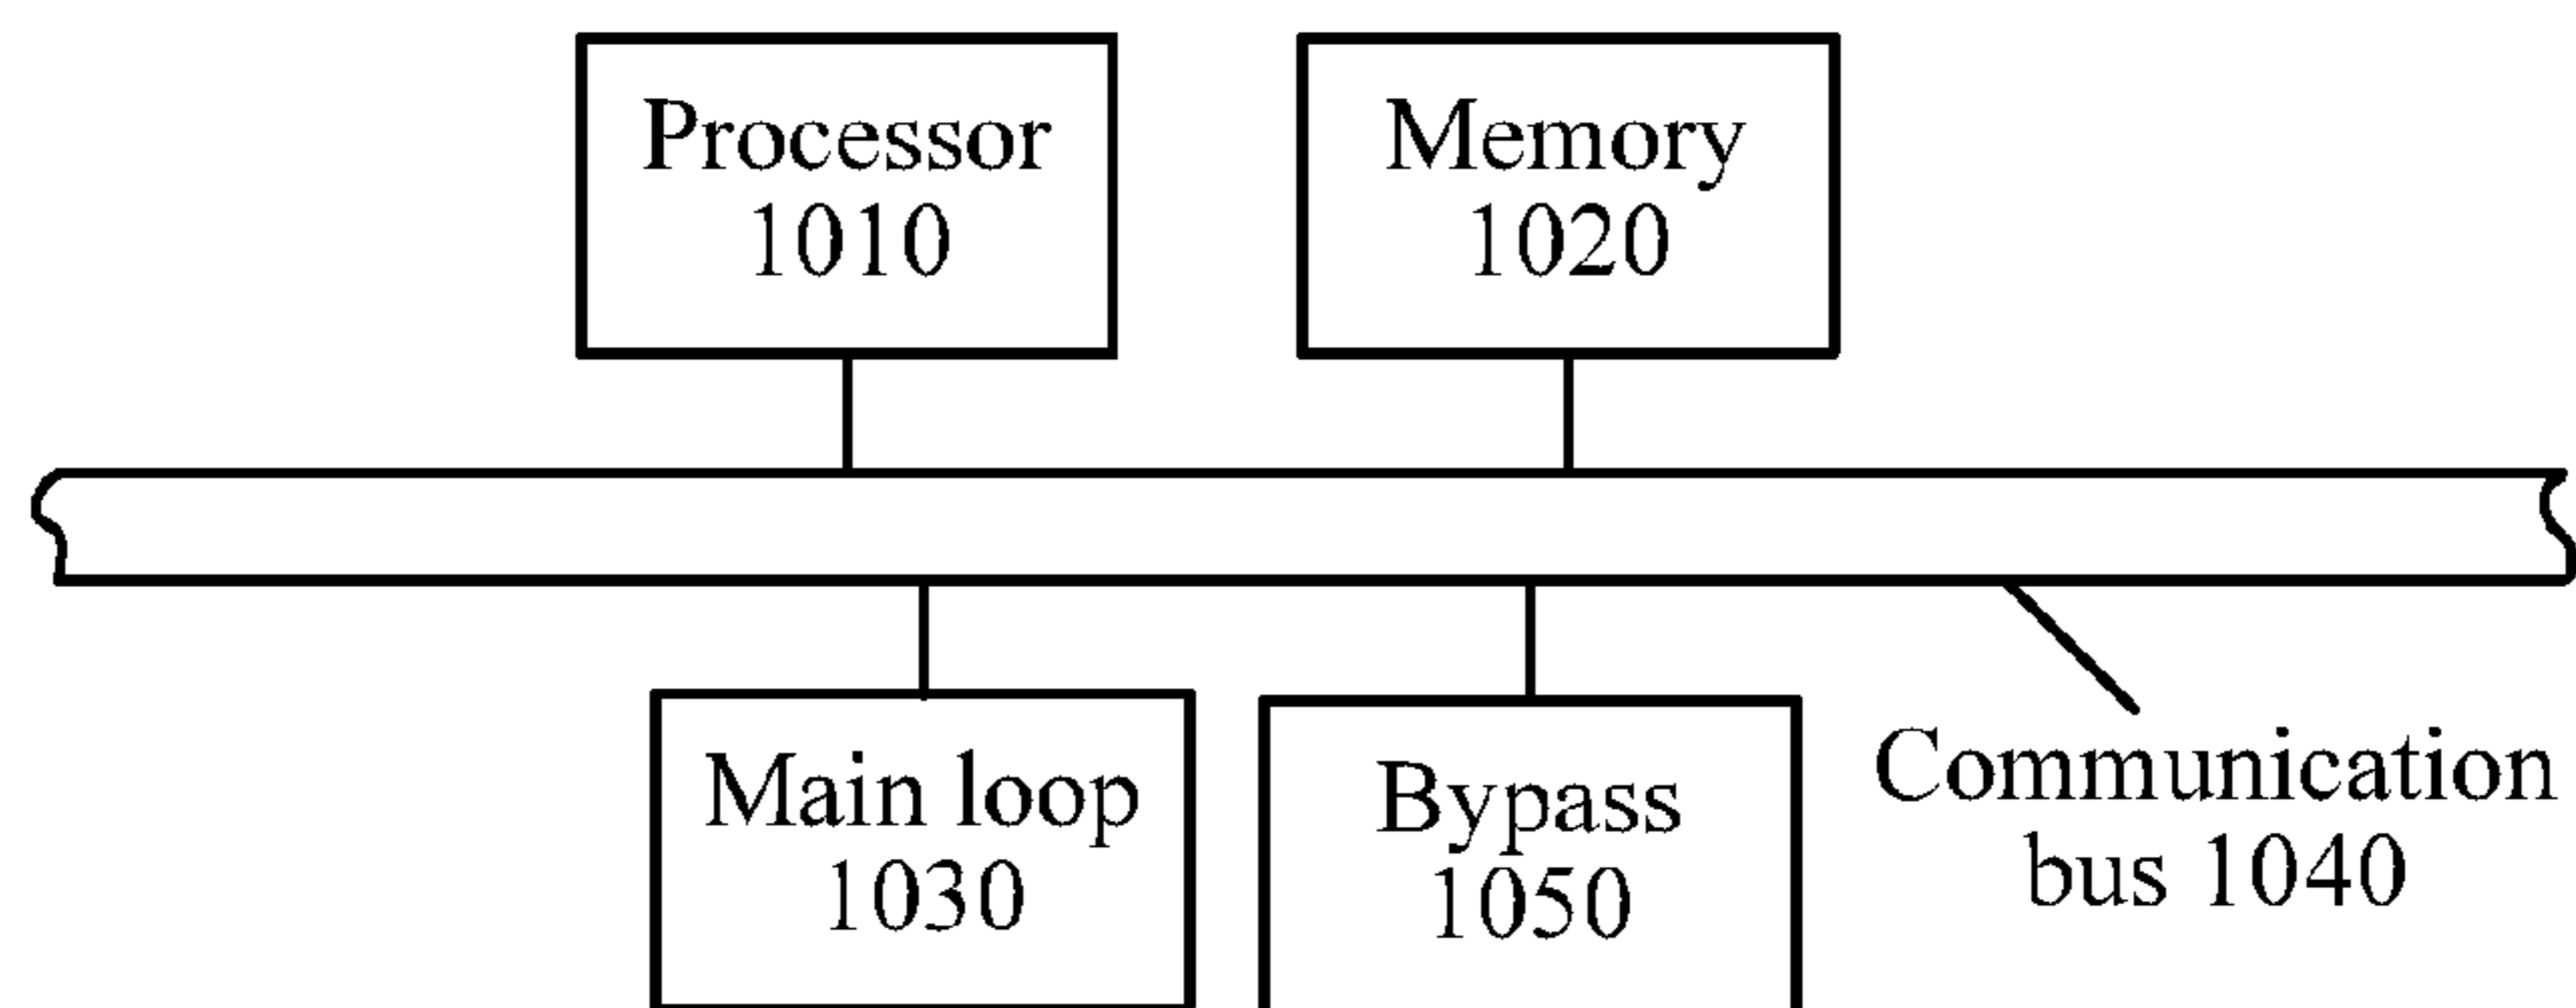 Processor
1010
Memory
1020
Main loop
1030
Bypass
1050
Communication
bus 1040